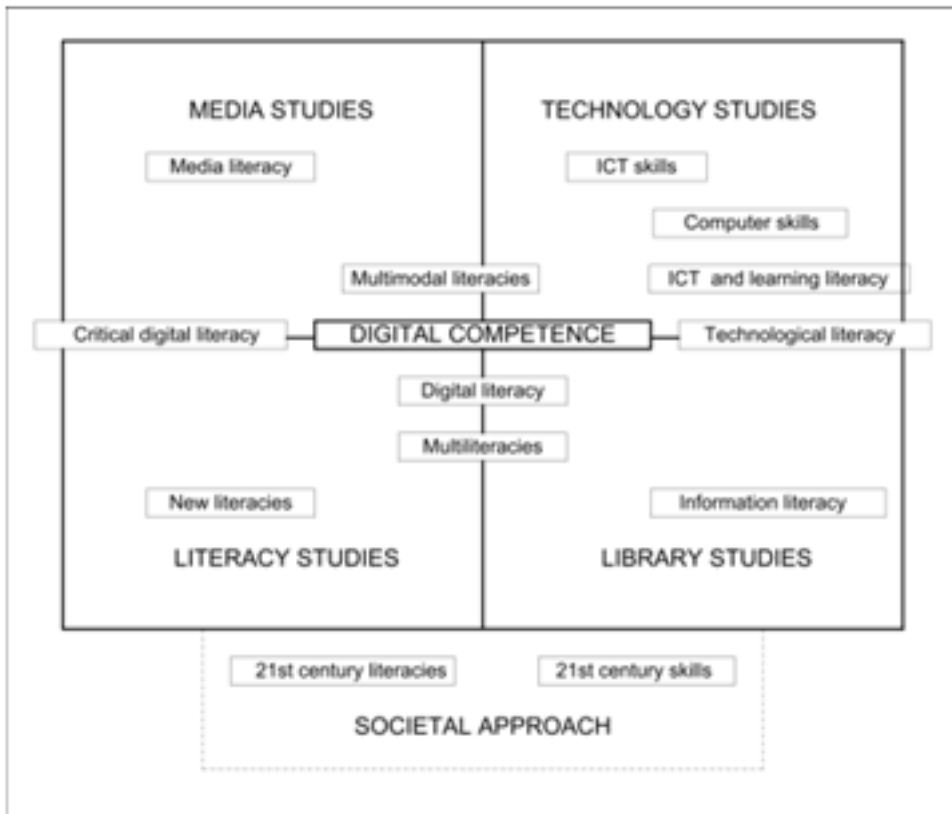 MEDIA STUDIES
TECHNOLOGY STUDIES
Media literacy
ICT skills
Computer skills
Multimodal literacies
ICT and learning literacy
Critical digital literacy
DIGITAL COMPETENCE
Technological literacy
Digital literacy
Multiliteracies
New literacies
Information literacy
LITERACY STUDIES
LIBRARY STUDIES
21st century literacies
21st century skills
SOCIETAL APPROACH